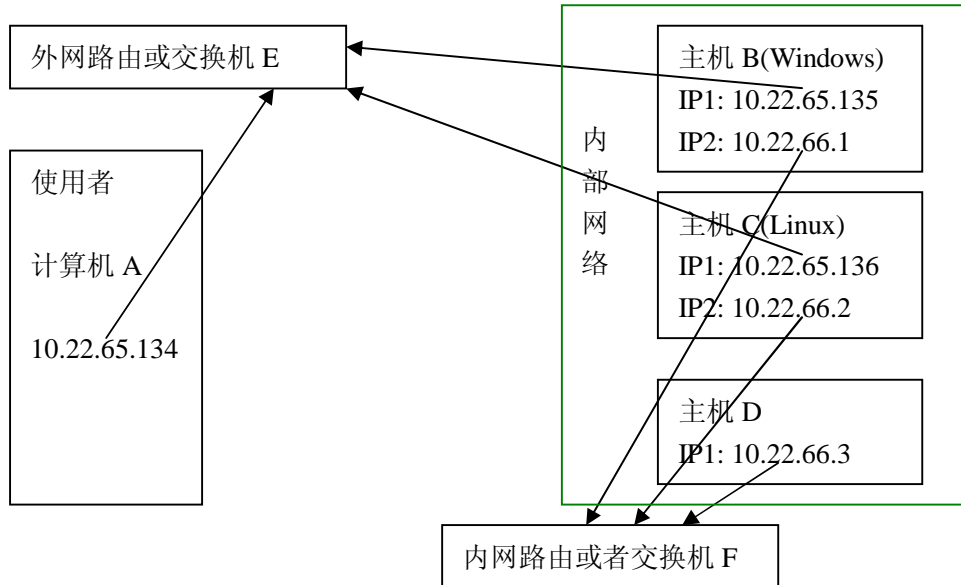 外网路由或交换机 E
使用者
计算机 A
10.22.65.134
内
部
网
络
主机 B(Windows)
IP1: 10.22.65.135
IP2: 10.22.66.1
主机 C(Linux)
IP1: 10.22.65.136
IP2: 10.22.66.2
主机 D
IP1: 10.22.66.3
内网路由或者交换机 F